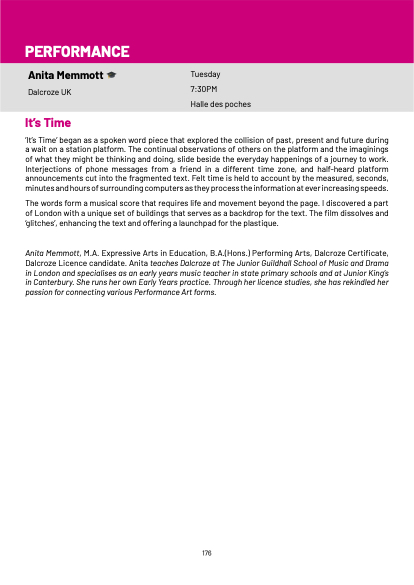 PERFORMANCE
Anita Memmott
Dalcroze UK
Tuesday
7:30PM
Halle des poches
It's Time
'It's Time' began as a spoken word piece that explored the collision of past, present and future during
a wait on a station platform. The continual observations of others on the platform and the imaginings
of what they might be thinking and doing, slide beside the everyday happenings of a journey to work.
Interjections of phone messages from a friend in a different time zone, and half-heard platform
announcements cut into the fragmented text. Felt time is held to account by the measured, seconds,
minutes and hours of surrounding computers as they process the information at ever increasing speeds.
The words form a musical score that requires life and movement beyond the page. I discovered a part
of London with a unique set of buildings that serves as a backdrop for the text. The film dissolves and
'glitches', enhancing the text and offering a launchpad for the plastique.
Anita Memmott, M.A. Expressive Arts in Education, B.A.(Hons.) Performing Arts, Dalcroze Certificate,
Dalcroze Licence candidate. Anita teaches Dalcroze at The Junior Guildhall School of Music and Drama
in London and specialises as an early years music teacher in state primary schools and at Junior King's
in Canterbury. She runs her own Early Years practice. Through her licence studies, she has rekindled her
passion for connecting various Performance Art forms.
176